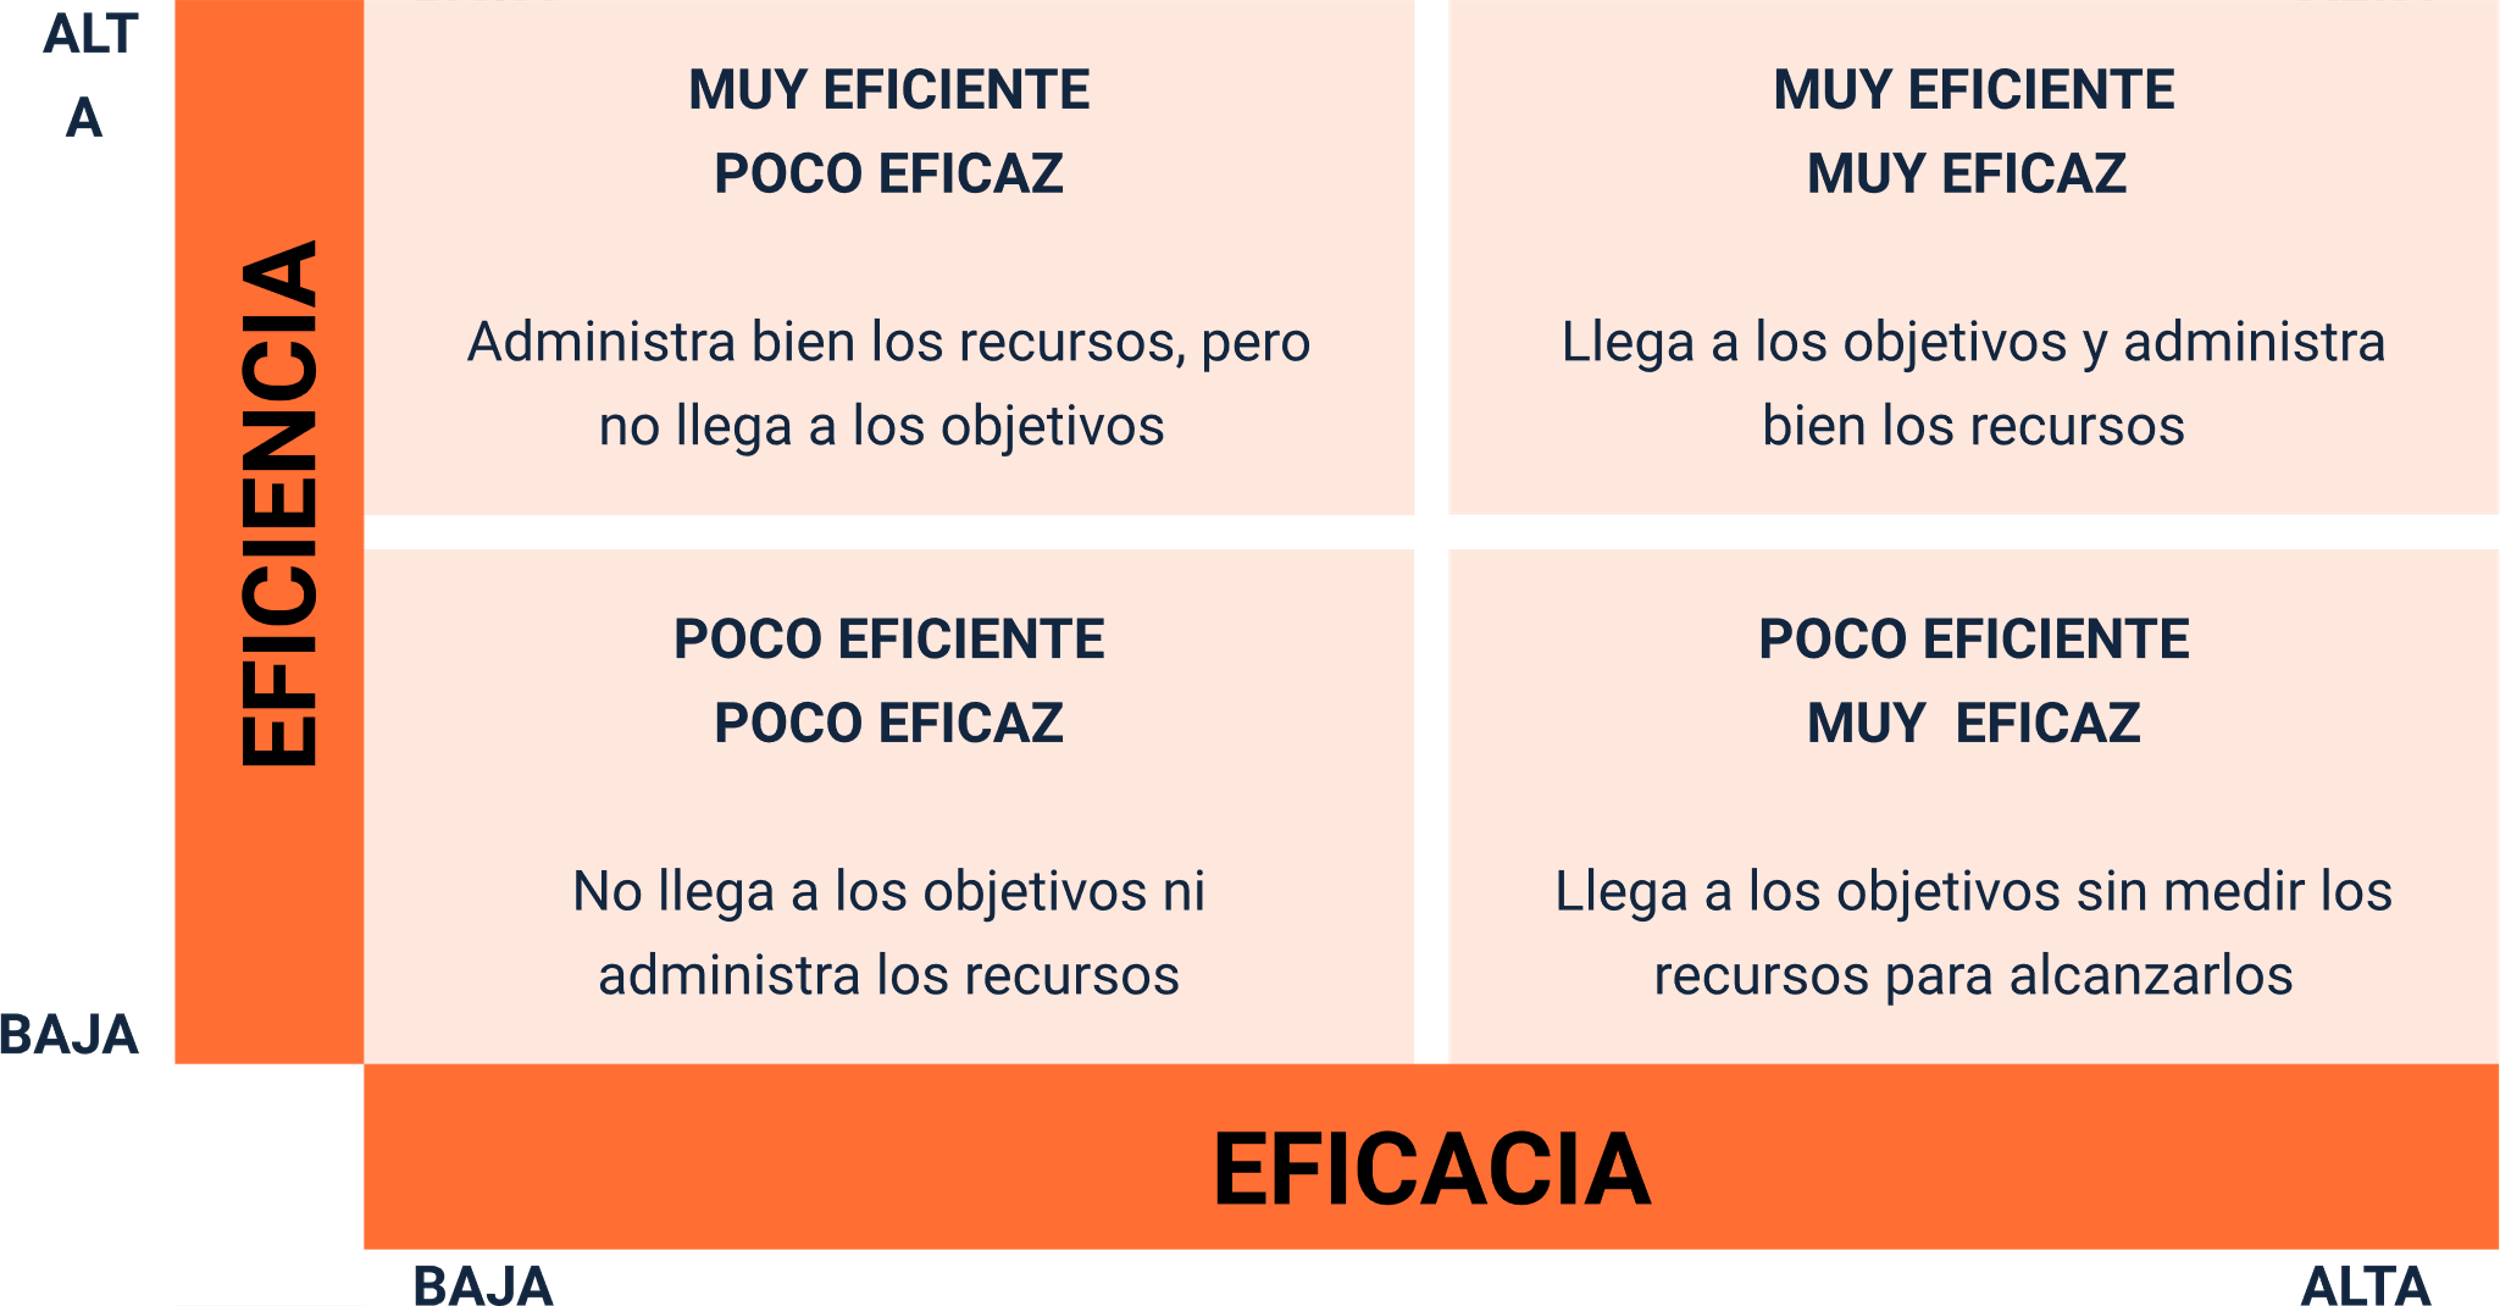 ALT
A
MUY EFICIENTE
POCO EFICAZ
Administra bien los recursos, pero
no llega a los objetivos
MUY EFICIENTE
MUY EFICAZ
Llega a los objetivos y administra
bien los recursos
EFICIENCIA
POCO EFICIENTE
POCO EFICAZ
No llega a los objetivos ni
administra los recursos
POCO EFICIENTE
MUY  EFICAZ
Llega a los objetivos sin medir los
recursos para alcanzarlos
BAJA
EFICACIA
BAJA
ALTA